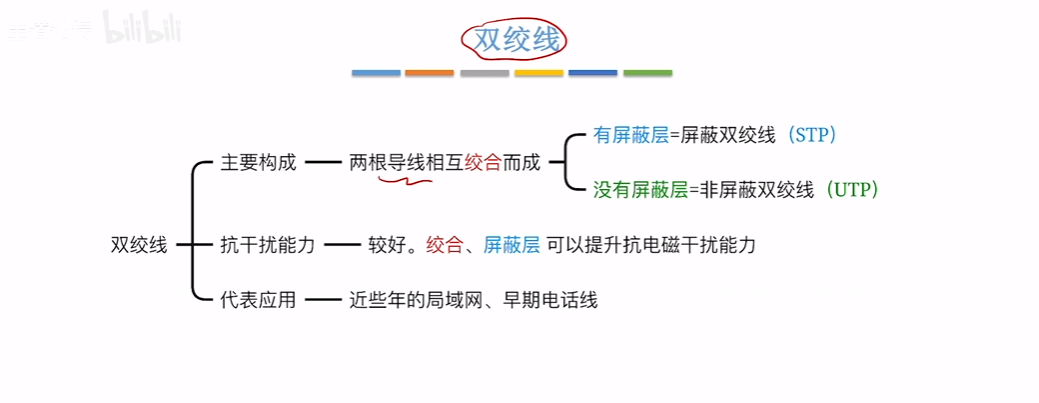 bilibili
双绞线
有屏蔽层=屏蔽双绞线（STP）
主要构成 两根导线相互绞合而成
没有屏蔽层=非屏蔽双绞线（UTP）
双绞线 抗干扰能力 较好。绞合、屏蔽层 可以提升抗电磁干扰能力
代表应用 近些年的局域网、早期电话线